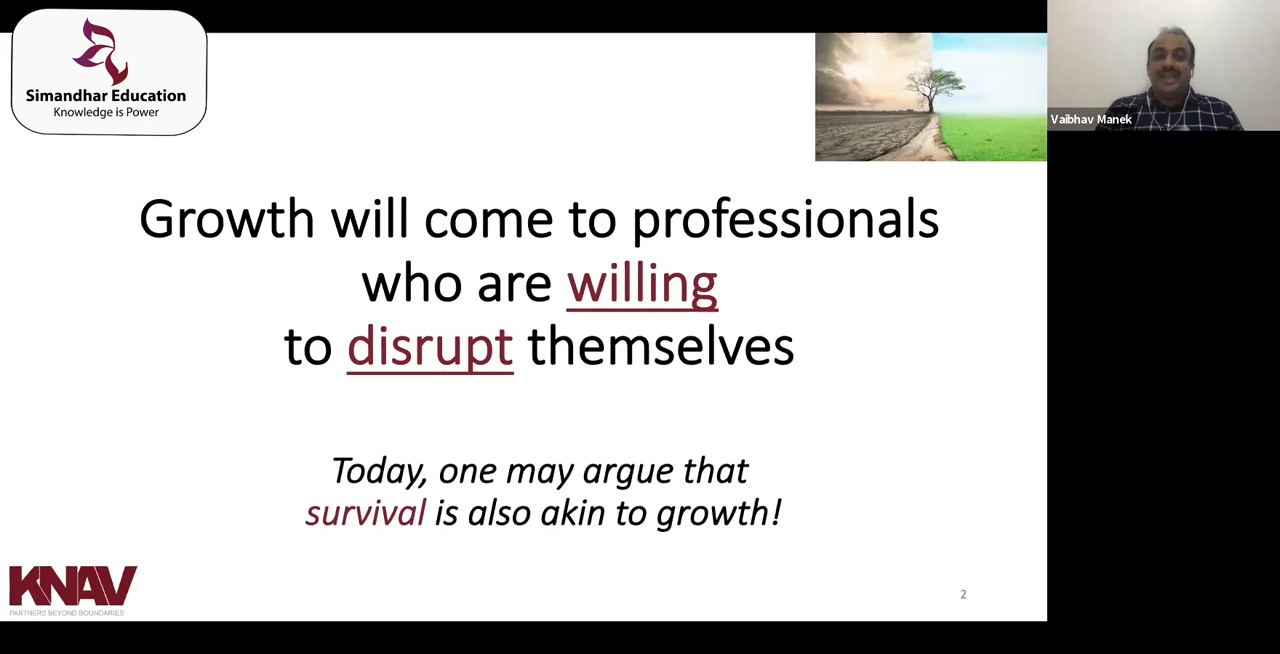 Simandhar Education
Knowledge is Power
Vaibhav Manek
Growth will come to professionals
who are willing
to disrupt themselves
Today, one may argue that
survival is also akin to growth!
KNAV
PARTNERS BEYOND BOUNDARIES
2